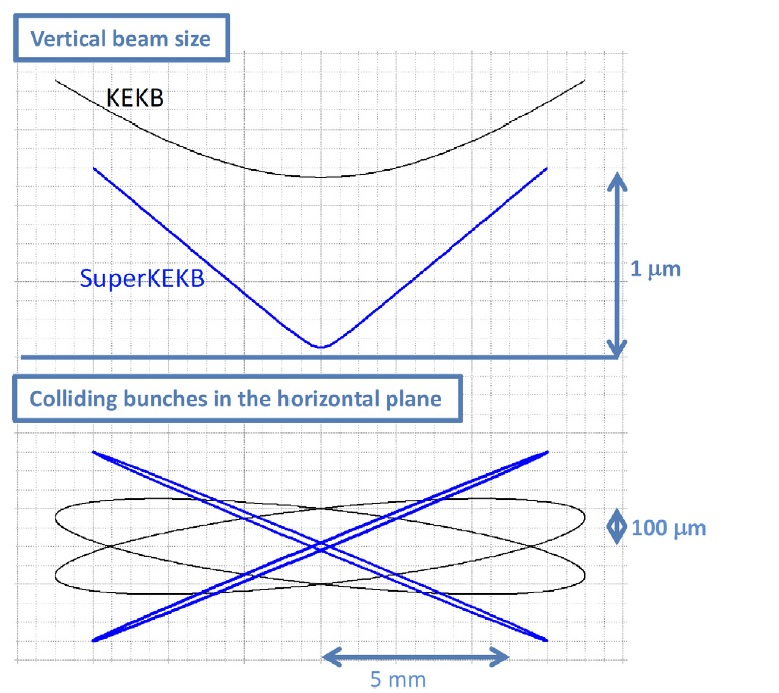 Vertical beam size
KEKB
SuperKEKB
1 μm
Colliding bunches in the horizontal plane
100 μm
5 mm